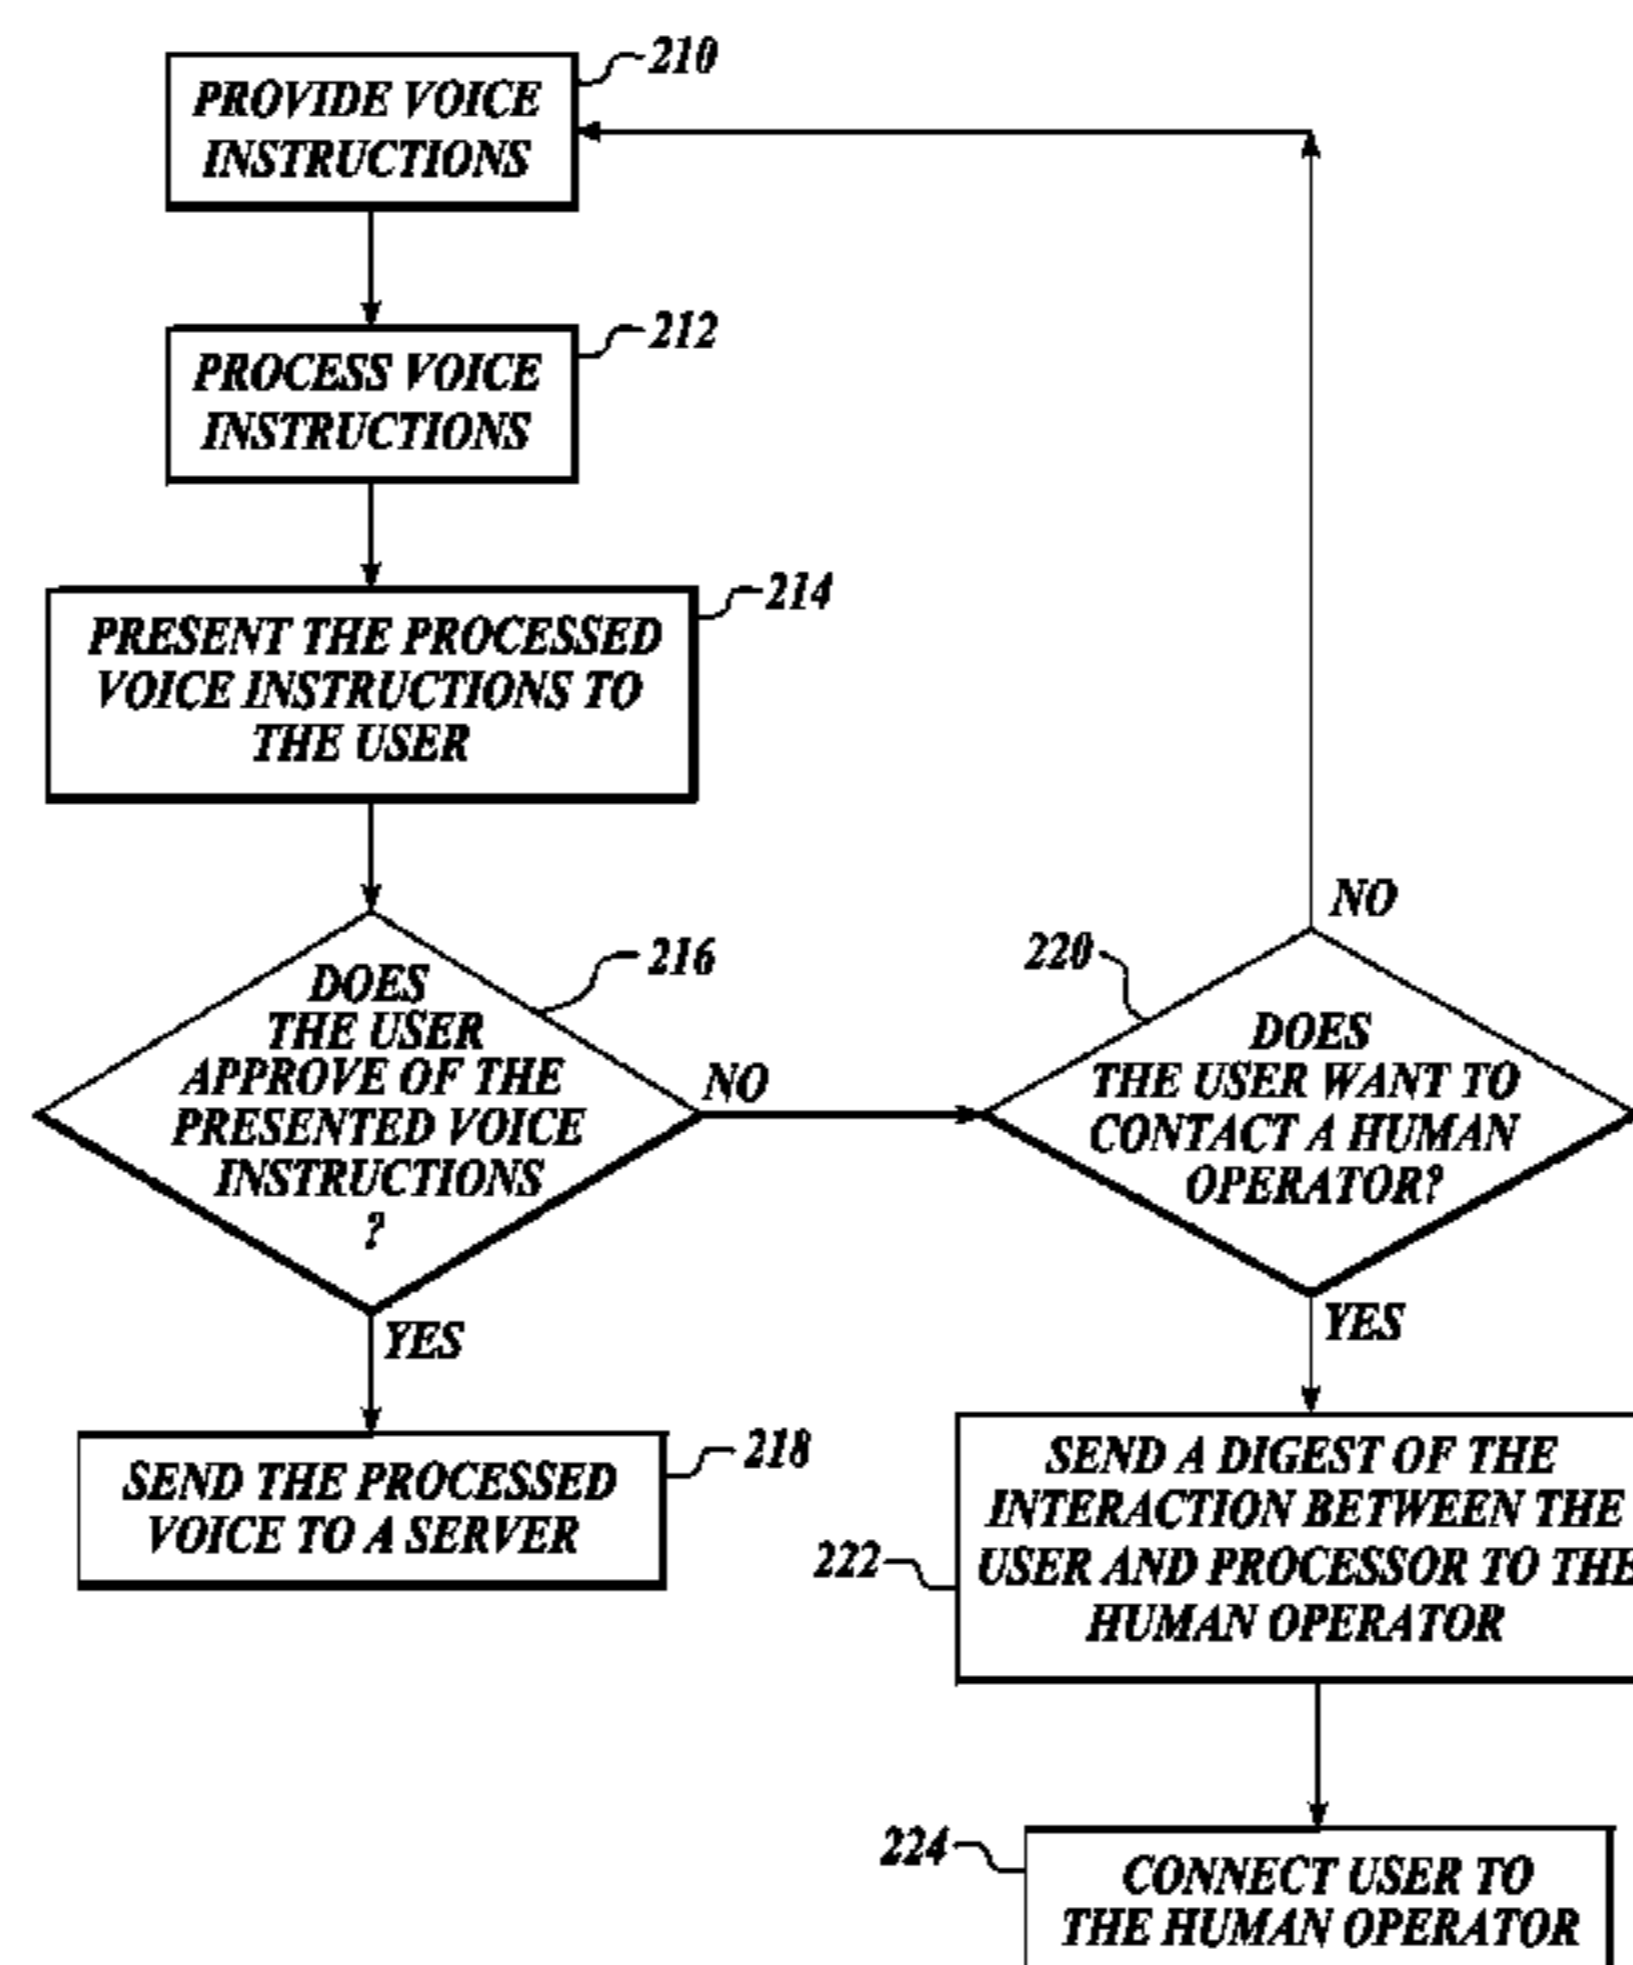 210
PROVIDE VOICE
INSTRUCTIONS
212
PROCESS VOICE
INSTRUCTIONS
214
PRESENT THE PROCESSED
VOICE INSTRUCTIONS TO
THE USER
216
DOES
THE USER
APPROVE OF THE
PRESENTED VOICE
INSTRUCTIONS
?
NO
YES
218
SEND THE PROCESSED
VOICE TO A SERVER
220
NO
DOES
THE USER WANT TO
CONTACT A HUMAN
OPERATOR?
YES
222
SEND A DIGEST OF THE
INTERACTION BETWEEN THE
USER AND PROCESSOR TO THE
HUMAN OPERATOR
224
CONNECT USER TO
THE HUMAN OPERATOR